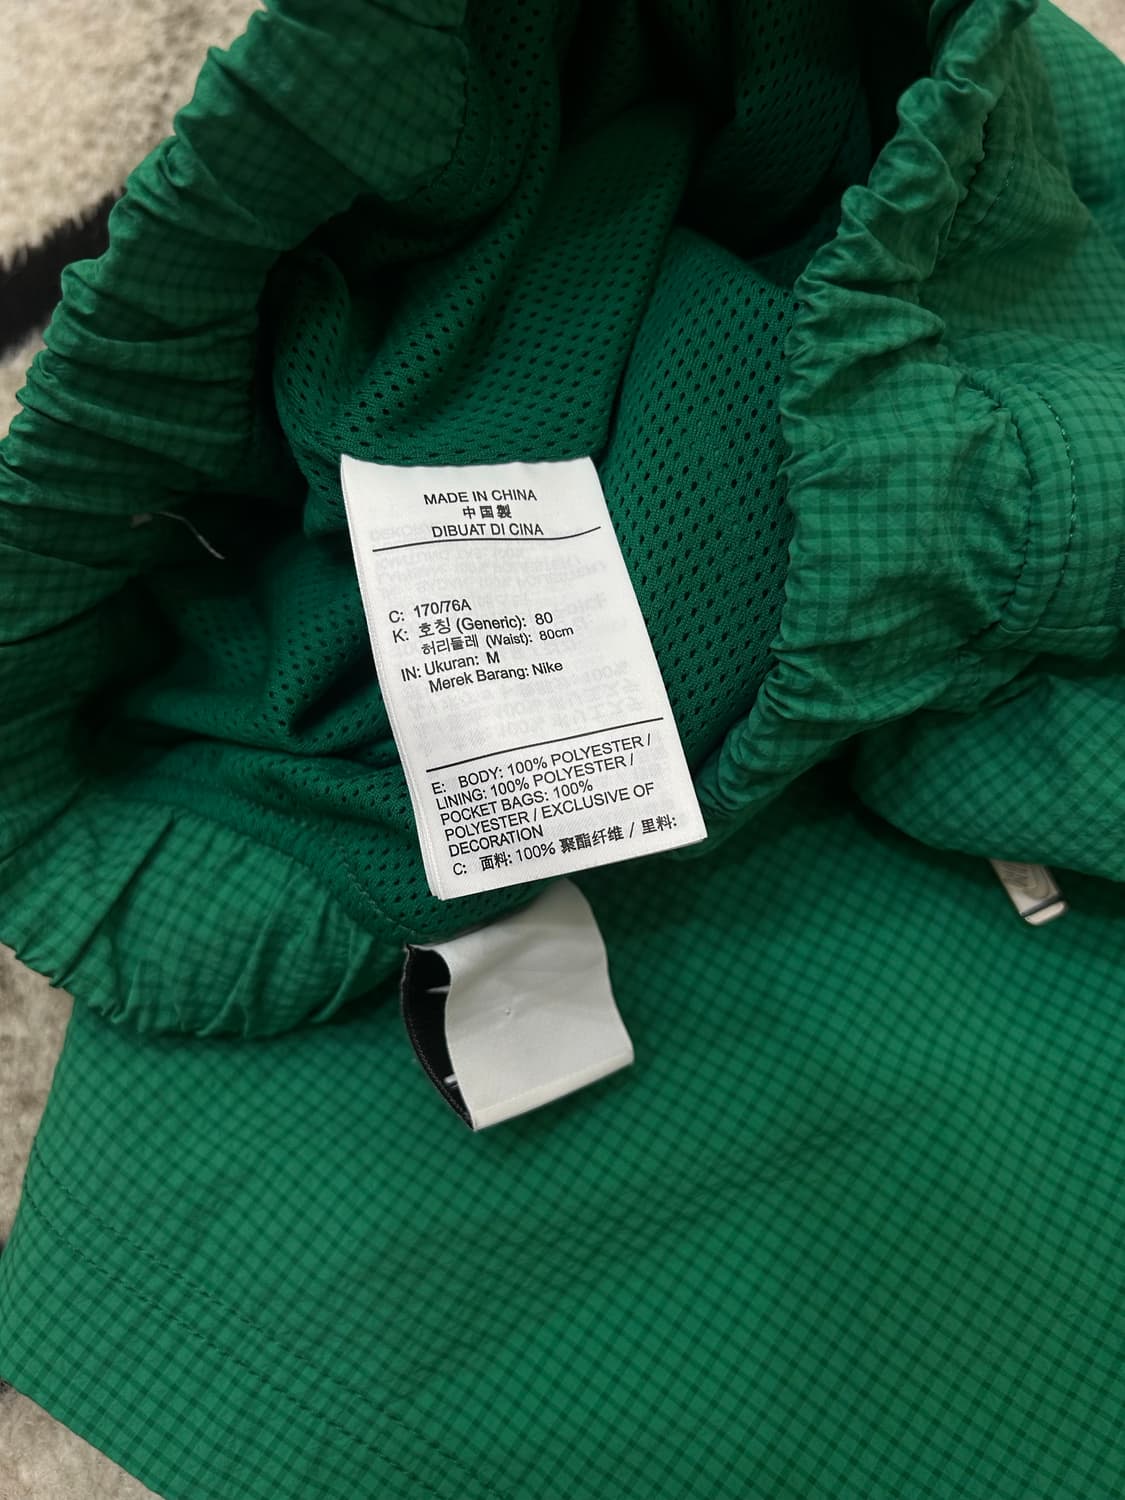 MADE IN CHINA
中国製
DIBUAT DI CINA
C: 170/76A
K: 호칭 (Generic): 80
허리둘레 (Waist): 80cm
IN: Ukuran: M
Merek Barang: Nike
E: BODY: 100% POLYESTER /
LINING: 100% POLYESTER /
POCKET BAGS: 100%
POLYESTER / EXCLUSIVE OF
DECORATION
C: 面料: 100% 聚酯纤维 / 里料: